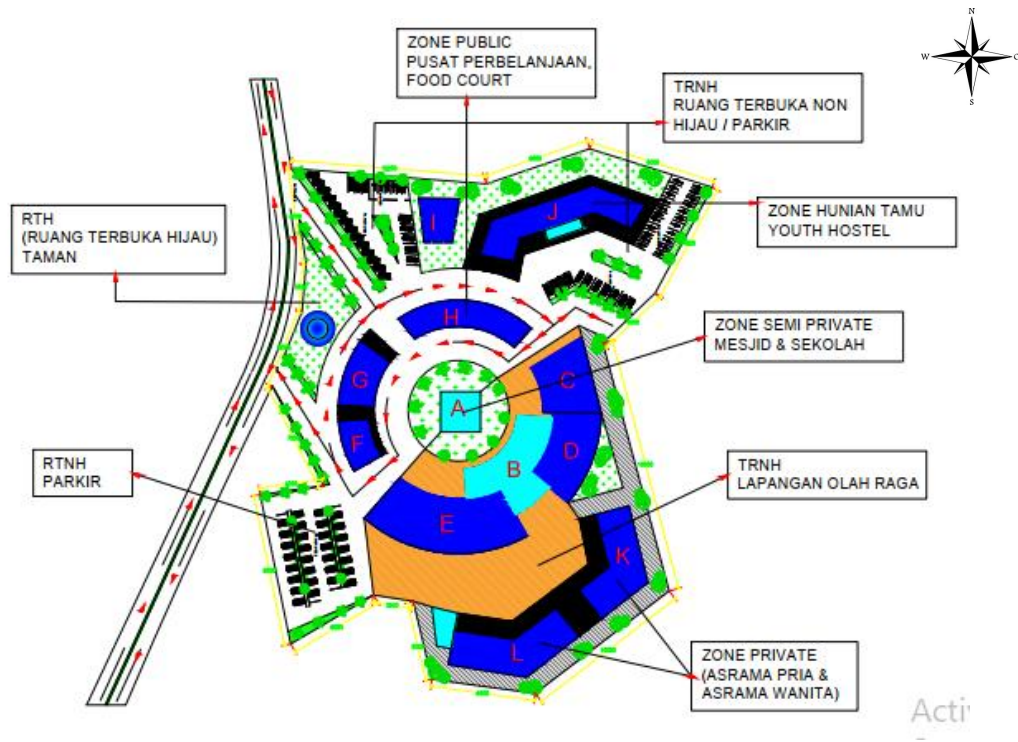 N
W
S
ZONE PUBLIC
PUSAT PERBELANJAAN,
FOOD COURT
TRNH
RUANG TERBUKA NON
HIJAU / PARKIR
RTH
(RUANG TERBUKA HIJAU)
TAMAN
ZONE HUNIAN TAMU
YOUTH HOSTEL
I
J
H
ZONE SEMI PRIVATE
MESJID & SEKOLAH
G
C
A
F
D
B
RTNH
PARKIR
TRNH
LAPANGAN OLAH RAGA
E
K
L
ZONE PRIVATE
(ASRAMA PRIA &
ASRAMA WANITA)